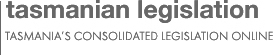 tasmanian legislation
TASMANIA'S CONSOLIDATED LEGISLATION ONLINE